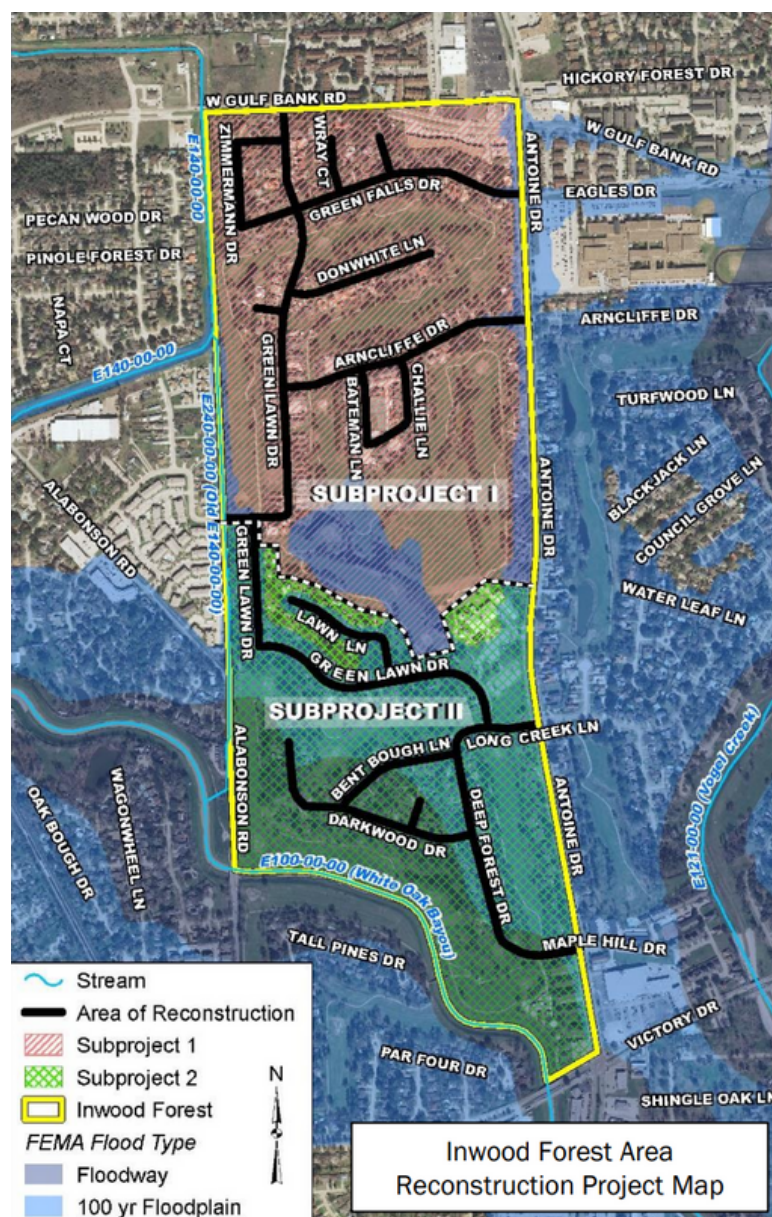 HICKORY FOREST DR
W GULF BANK RD
W GULF BANK RD
ZIMMERMANN DR
WRAY CT
ANTOINE DR
E140-00-00
EAGLES DR
GREEN FALLS DR
PECAN WOOD DR
PINOLE FOREST DR
DONWHITE LN
NAPA CT
ARNCLIFFE DR
ARNCLIFFE DR
E140-00-00
GREEN LAWN DR
BATEMAN LN
CHALLIE LN
TURFWOOD LN
E240-00-00 (Old E140-00-00)
BLACKJACK LN
COUNCIL GROVE LN
SUBPROJECT I
ALABONSON RD
ANTOINE DR
GREEN LAWN DR
WATER LEAF LN
LAWN LN
GREEN LAWN DR
SUBPROJECT II
LONG CREEK LN
BENT BOUGH LN
ALABONSON RD
WAGONWHEEL LN
OAK BOUGH DR
DARKWOOD DR
DEEP FOREST DR
ANTOINE DR
E121-00-00 (Vogel Creek)
E100-00-00 (White Oak Bayou)
TALL PINES DR
MAPLE HILL DR
VICTORY DR
PAR FOUR DR
SHINGLE OAK LN
Stream
Area of Reconstruction
Subproject 1
Subproject 2
Inwood Forest
N
FEMA Flood Type
Floodway
100 yr Floodplain
Inwood Forest Area
Reconstruction Project Map